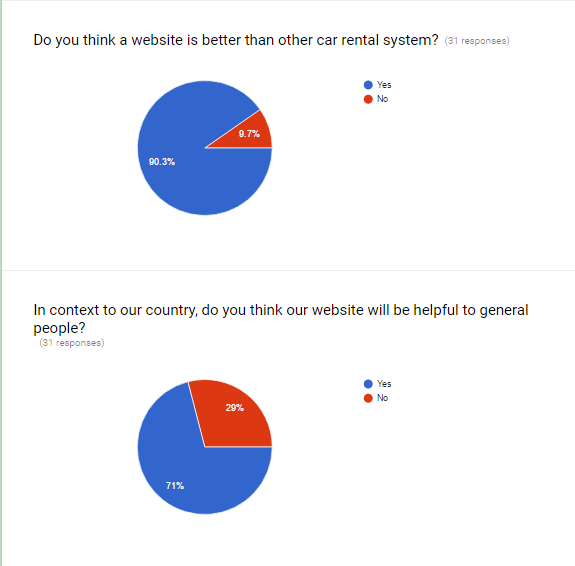 Do you think a website is better than other car rental system? (31 responses)
Yes
No
9.7%
90.3%
In context to our country, do you think our website will be helpful to general
people?
(31 responses)
Yes
No
29%
71%